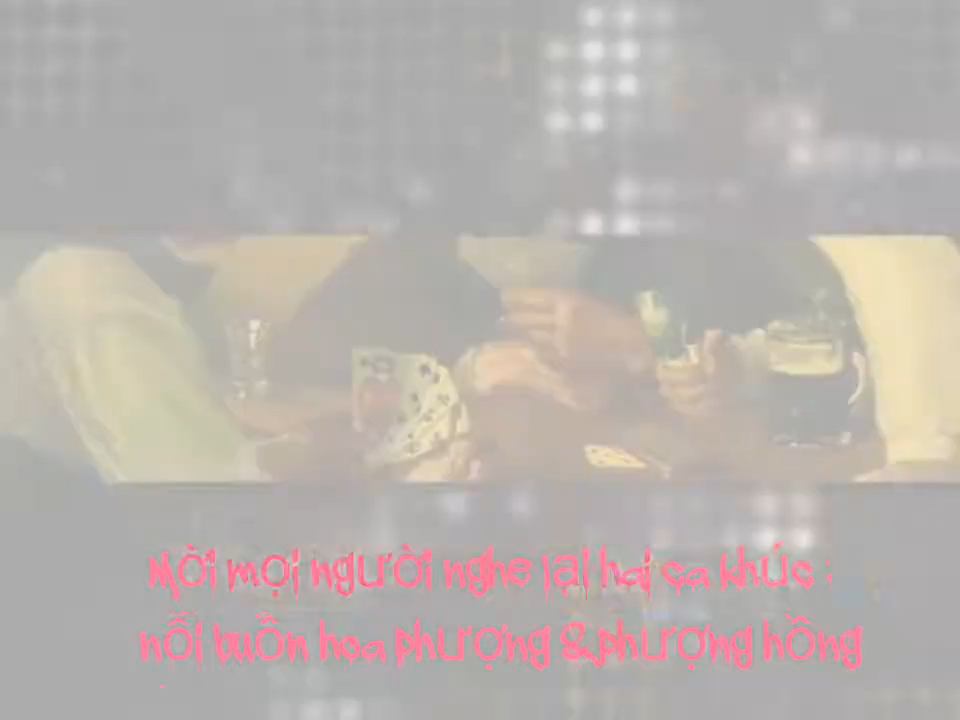 Mời mọi người nghe lại hai ca khúc :
nỗi buồn hoa phượng &phượng hồng